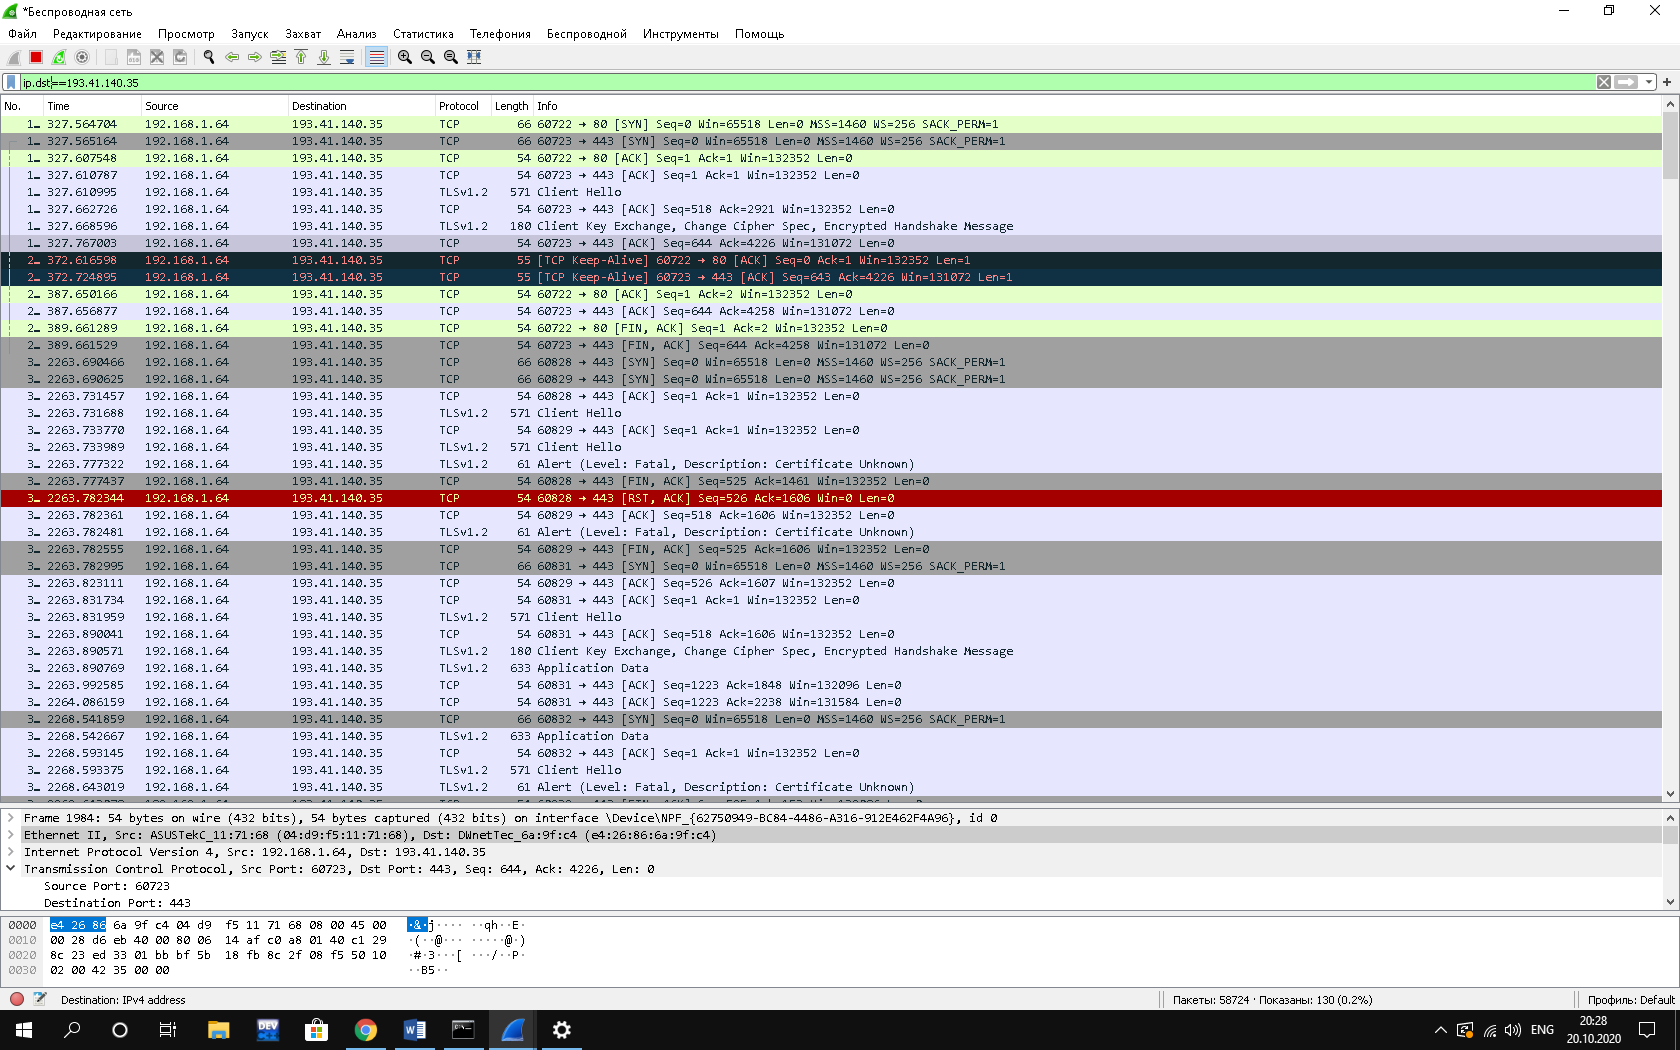 *Беспроводная сеть
Файл Редактирование Просмотр Запуск Захват Анализ Статистика Телефония Беспроводной Инструменты Помощь
ip.dst==193.41.140.35
No. Time Source Destination Protocol Length Info
1… 327.564704 192.168.1.64 193.41.140.35 TCP 66 60722 → 80 [SYN] Seq=0 Win=65518 Len=0 MSS=1460 WS=256 SACK_PERM=1
1… 327.565164 192.168.1.64 193.41.140.35 TCP 66 60723 → 443 [SYN] Seq=0 Win=65518 Len=0 MSS=1460 WS=256 SACK_PERM=1
1… 327.607548 192.168.1.64 193.41.140.35 TCP 54 60722 → 80 [ACK] Seq=1 Ack=1 Win=132352 Len=0
1… 327.610787 192.168.1.64 193.41.140.35 TCP 54 60723 → 443 [ACK] Seq=1 Ack=1 Win=132352 Len=0
1… 327.610995 192.168.1.64 193.41.140.35 TLSv1.2 571 Client Hello
1… 327.662726 192.168.1.64 193.41.140.35 TCP 54 60723 → 443 [ACK] Seq=518 Ack=2921 Win=132352 Len=0
1… 327.668596 192.168.1.64 193.41.140.35 TLSv1.2 180 Client Key Exchange, Change Cipher Spec, Encrypted Handshake Message
1… 327.767003 192.168.1.64 193.41.140.35 TCP 54 60723 → 443 [ACK] Seq=644 Ack=4226 Win=131072 Len=0
2… 372.616598 192.168.1.64 193.41.140.35 TCP 55 [TCP Keep-Alive] 60722 → 80 [ACK] Seq=0 Ack=1 Win=132352 Len=1
2… 372.724895 192.168.1.64 193.41.140.35 TCP 55 [TCP Keep-Alive] 60723 → 443 [ACK] Seq=643 Ack=4226 Win=131072 Len=1
2… 387.650166 192.168.1.64 193.41.140.35 TCP 54 60722 → 80 [ACK] Seq=1 Ack=2 Win=132352 Len=0
2… 387.656877 192.168.1.64 193.41.140.35 TCP 54 60723 → 443 [ACK] Seq=644 Ack=4258 Win=131072 Len=0
2… 389.661289 192.168.1.64 193.41.140.35 TCP 54 60722 → 80 [FIN, ACK] Seq=1 Ack=2 Win=132352 Len=0
2… 389.661529 192.168.1.64 193.41.140.35 TCP 54 60723 → 443 [FIN, ACK] Seq=644 Ack=4258 Win=131072 Len=0
3… 2263.690466 192.168.1.64 193.41.140.35 TCP 66 60828 → 443 [SYN] Seq=0 Win=65518 Len=0 MSS=1460 WS=256 SACK_PERM=1
3… 2263.690625 192.168.1.64 193.41.140.35 TCP 66 60829 → 443 [SYN] Seq=0 Win=65518 Len=0 MSS=1460 WS=256 SACK_PERM=1
3… 2263.731457 192.168.1.64 193.41.140.35 TCP 54 60828 → 443 [ACK] Seq=1 Ack=1 Win=132352 Len=0
3… 2263.731688 192.168.1.64 193.41.140.35 TLSv1.2 571 Client Hello
3… 2263.733770 192.168.1.64 193.41.140.35 TCP 54 60829 → 443 [ACK] Seq=1 Ack=1 Win=132352 Len=0
3… 2263.733989 192.168.1.64 193.41.140.35 TLSv1.2 571 Client Hello
3… 2263.777322 192.168.1.64 193.41.140.35 TLSv1.2 61 Alert (Level: Fatal, Description: Certificate Unknown)
3… 2263.777437 192.168.1.64 193.41.140.35 TCP 54 60828 → 443 [FIN, ACK] Seq=525 Ack=1461 Win=132352 Len=0
3… 2263.782344 192.168.1.64 193.41.140.35 TCP 54 60828 → 443 [RST, ACK] Seq=526 Ack=1606 Win=0 Len=0
3… 2263.782361 192.168.1.64 193.41.140.35 TCP 54 60829 → 443 [ACK] Seq=518 Ack=1606 Win=132352 Len=0
3… 2263.782481 192.168.1.64 193.41.140.35 TLSv1.2 61 Alert (Level: Fatal, Description: Certificate Unknown)
3… 2263.782555 192.168.1.64 193.41.140.35 TCP 54 60829 → 443 [FIN, ACK] Seq=525 Ack=1606 Win=132352 Len=0
3… 2263.782995 192.168.1.64 193.41.140.35 TCP 66 60831 → 443 [SYN] Seq=0 Win=65518 Len=0 MSS=1460 WS=256 SACK_PERM=1
3… 2263.823111 192.168.1.64 193.41.140.35 TCP 54 60829 → 443 [ACK] Seq=526 Ack=1607 Win=132352 Len=0
3… 2263.831734 192.168.1.64 193.41.140.35 TCP 54 60831 → 443 [ACK] Seq=1 Ack=1 Win=132352 Len=0
3… 2263.831959 192.168.1.64 193.41.140.35 TLSv1.2 571 Client Hello
3… 2263.890041 192.168.1.64 193.41.140.35 TCP 54 60831 → 443 [ACK] Seq=518 Ack=1606 Win=132352 Len=0
3… 2263.890571 192.168.1.64 193.41.140.35 TLSv1.2 180 Client Key Exchange, Change Cipher Spec, Encrypted Handshake Message
3… 2263.890769 192.168.1.64 193.41.140.35 TLSv1.2 633 Application Data
3… 2263.992585 192.168.1.64 193.41.140.35 TCP 54 60831 → 443 [ACK] Seq=1223 Ack=1848 Win=132096 Len=0
3… 2264.086159 192.168.1.64 193.41.140.35 TCP 54 60831 → 443 [ACK] Seq=1223 Ack=2238 Win=131584 Len=0
3… 2268.541859 192.168.1.64 193.41.140.35 TCP 66 60832 → 443 [SYN] Seq=0 Win=65518 Len=0 MSS=1460 WS=256 SACK_PERM=1
3… 2268.542667 192.168.1.64 193.41.140.35 TLSv1.2 633 Application Data
3… 2268.593145 192.168.1.64 193.41.140.35 TCP 54 60832 → 443 [ACK] Seq=1 Ack=1 Win=132352 Len=0
3… 2268.593375 192.168.1.64 193.41.140.35 TLSv1.2 571 Client Hello
3… 2268.643019 192.168.1.64 193.41.140.35 TLSv1.2 61 Alert (Level: Fatal, Description: Certificate Unknown)
Frame 1984: 54 bytes on wire (432 bits), 54 bytes captured (432 bits) on interface \Device\NPF_{62750949-BC84-4486-A316-912E462F4A96}, id 0
Ethernet II, Src: ASUSTekC_11:71:68 (04:d9:f5:11:71:68), Dst: DWnetTec_6a:9f:c4 (e4:26:86:6a:9f:c4)
Internet Protocol Version 4, Src: 192.168.1.64, Dst: 193.41.140.35
Transmission Control Protocol, Src Port: 60723, Dst Port: 443, Seq: 644, Ack: 4226, Len: 0
Source Port: 60723
Destination Port: 443
0000 e4 26 86 6a 9f c4 04 d9 f5 11 71 68 08 00 45 00 ·&·j···· ··qh··E·
0010 00 28 d6 eb 40 00 80 06 14 af c0 a8 01 40 c1 29 ·(··@··· ·····@·)
0020 8c 23 ed 33 01 bb bf 5b 18 fb 8c 2f 08 f5 50 10 ·#·3···[ ···/··P·
0030 02 00 42 35 00 00 ··B5··
Destination: IPv4 address
Пакеты: 58724 · Показаны: 130 (0.2%)
Профиль: Default
DEV
C++
ENG
20:28
20.10.2020